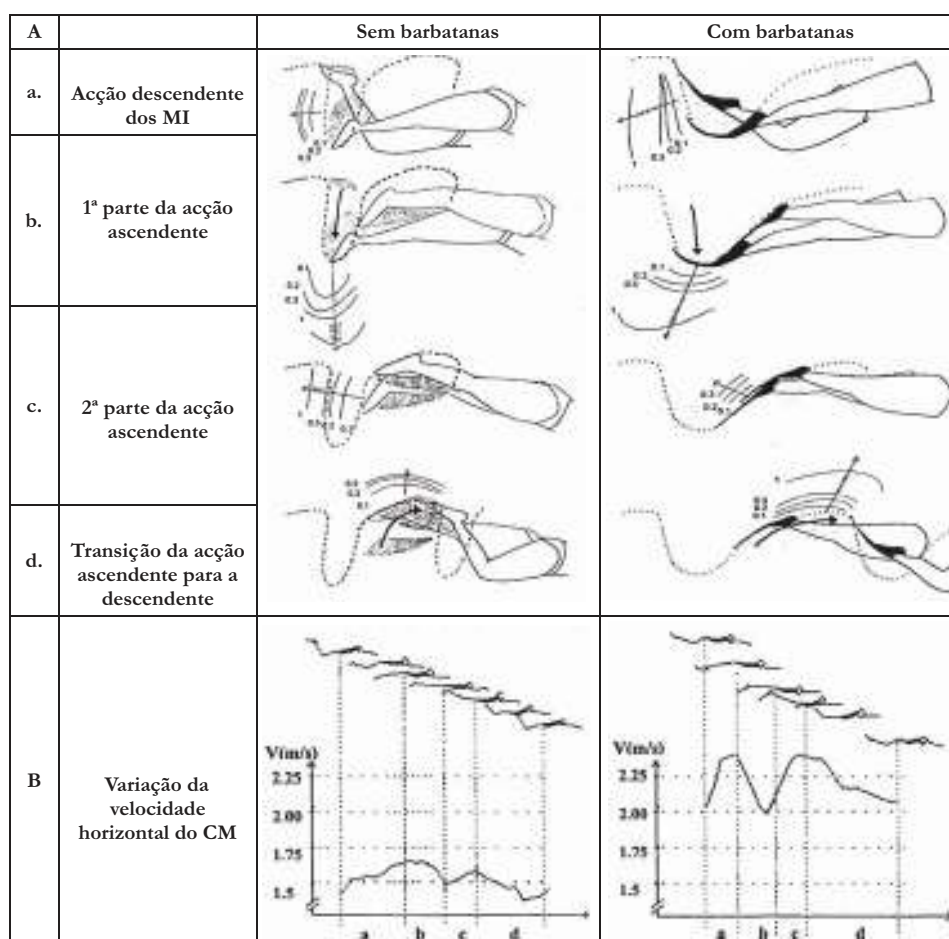 A
Sem barbatanas
Com barbatanas
a.
Acção descendente
dos MI
b.
1ª parte da acção
ascendente
c.
2ª parte da acção
ascendente
d.
Transição da acção
ascendente para a
descendente
B
Variação da
velocidade
horizontal do CM
V(m/s)
2.25
2.00
1.75
1.5
a b c d
V(m/s)
2.25
2.00
1.75
1.5
a b c d